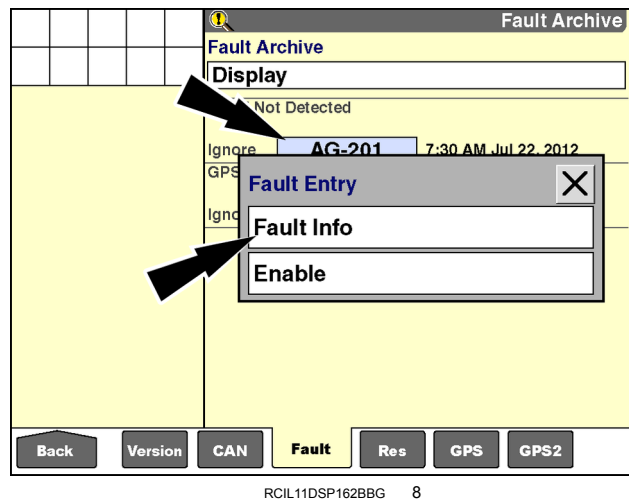 Fault Archive
Fault Archive
Display
Not Detected
Ignore AG-201 7:30 AM Jul 22, 2012
GPS
Fault Entry
Fault Info
Enable
Back Version CAN Fault Res GPS GPS2
RCIL11DSP162BBG 8